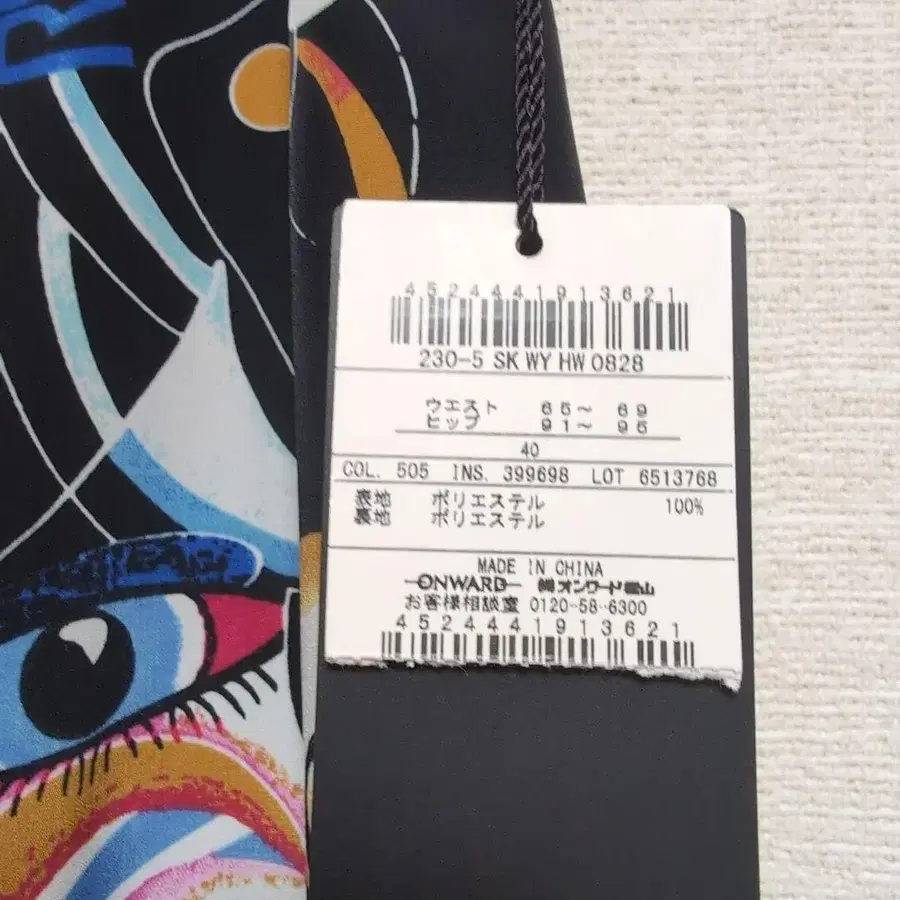 R
4524441913621
230-5 SK WY HW 0828
ウエスト 65～ 69
ヒップ 91～ 95
40
COL. 505 INS. 399698 LOT 6513768
表地 ポリエステル 100%
裏地 ポリエステル
MADE IN CHINA
ONWARD ㈱オンワード樫山
お客様相談室 0120-58-6300
4524441913621